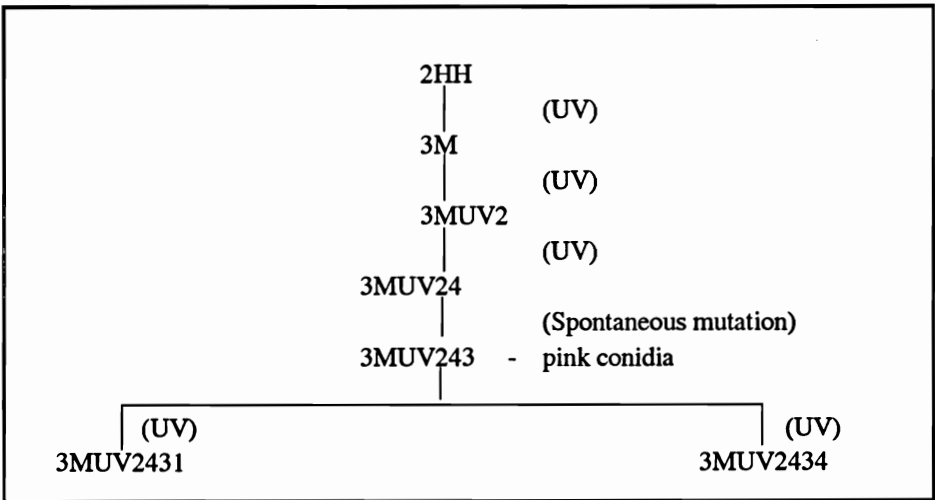 2HH
(UV)
3M
(UV)
3MUV2
(UV)
3MUV24
(Spontaneous mutation)
3MUV243 - pink conidia
(UV) (UV)
3MUV2431 3MUV2434